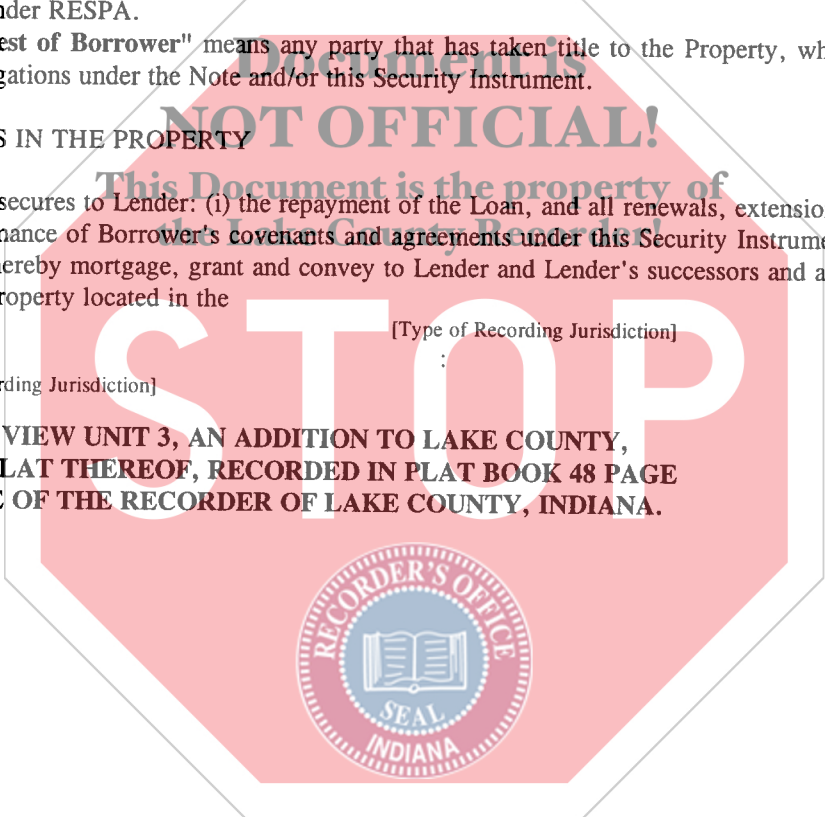 nder RESPA.
est of Borrower" means any party that has taken title to the Property, wh
gations under the Note and/or this Security Instrument.
Document is
NOT OFFICIAL!
S IN THE PROPERTY
This Document is the property of
the Lake County Recorder!
secures to Lender: (i) the repayment of the Loan, and all renewals, extensio
nance of Borrower's covenants and agreements under this Security Instrume
ereby mortgage, grant and convey to Lender and Lender's successors and a
roperty located in the
[Type of Recording Jurisdiction]
:
rding Jurisdiction]
STOP
VIEW UNIT 3, AN ADDITION TO LAKE COUNTY,
LAT THEREOF, RECORDED IN PLAT BOOK 48 PAGE
E OF THE RECORDER OF LAKE COUNTY, INDIANA.
RECORDER'S OFFICE
SEAL
INDIANA